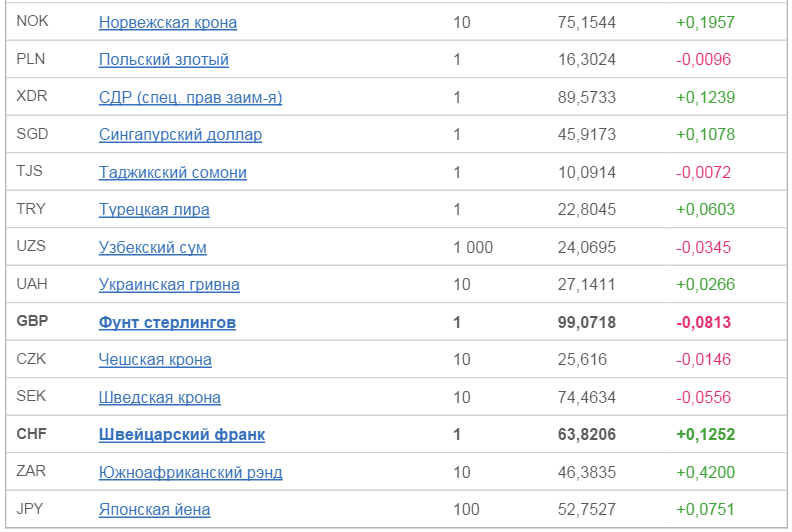 NOK Норвежская крона 10 75,1544 +0,1957
PLN Польский злотый 1 16,3024 -0,0096
XDR СДР (спец. прав заим-я) 1 89,5733 +0,1239
SGD Сингапурский доллар 1 45,9173 +0,1078
TJS Таджикский сомони 1 10,0914 -0,0072
TRY Турецкая лира 1 22,8045 +0,0603
UZS Узбекский сум 1 000 24,0695 -0,0345
UAH Украинская гривна 10 27,1411 +0,0266
GBP Фунт стерлингов 1 99,0718 -0,0813
CZK Чешская крона 10 25,616 -0,0146
SEK Шведская крона 10 74,4634 -0,0556
CHF Швейцарский франк 1 63,8206 +0,1252
ZAR Южноафриканский рэнд 10 46,3835 +0,4200
JPY Японская йена 100 52,7527 +0,0751